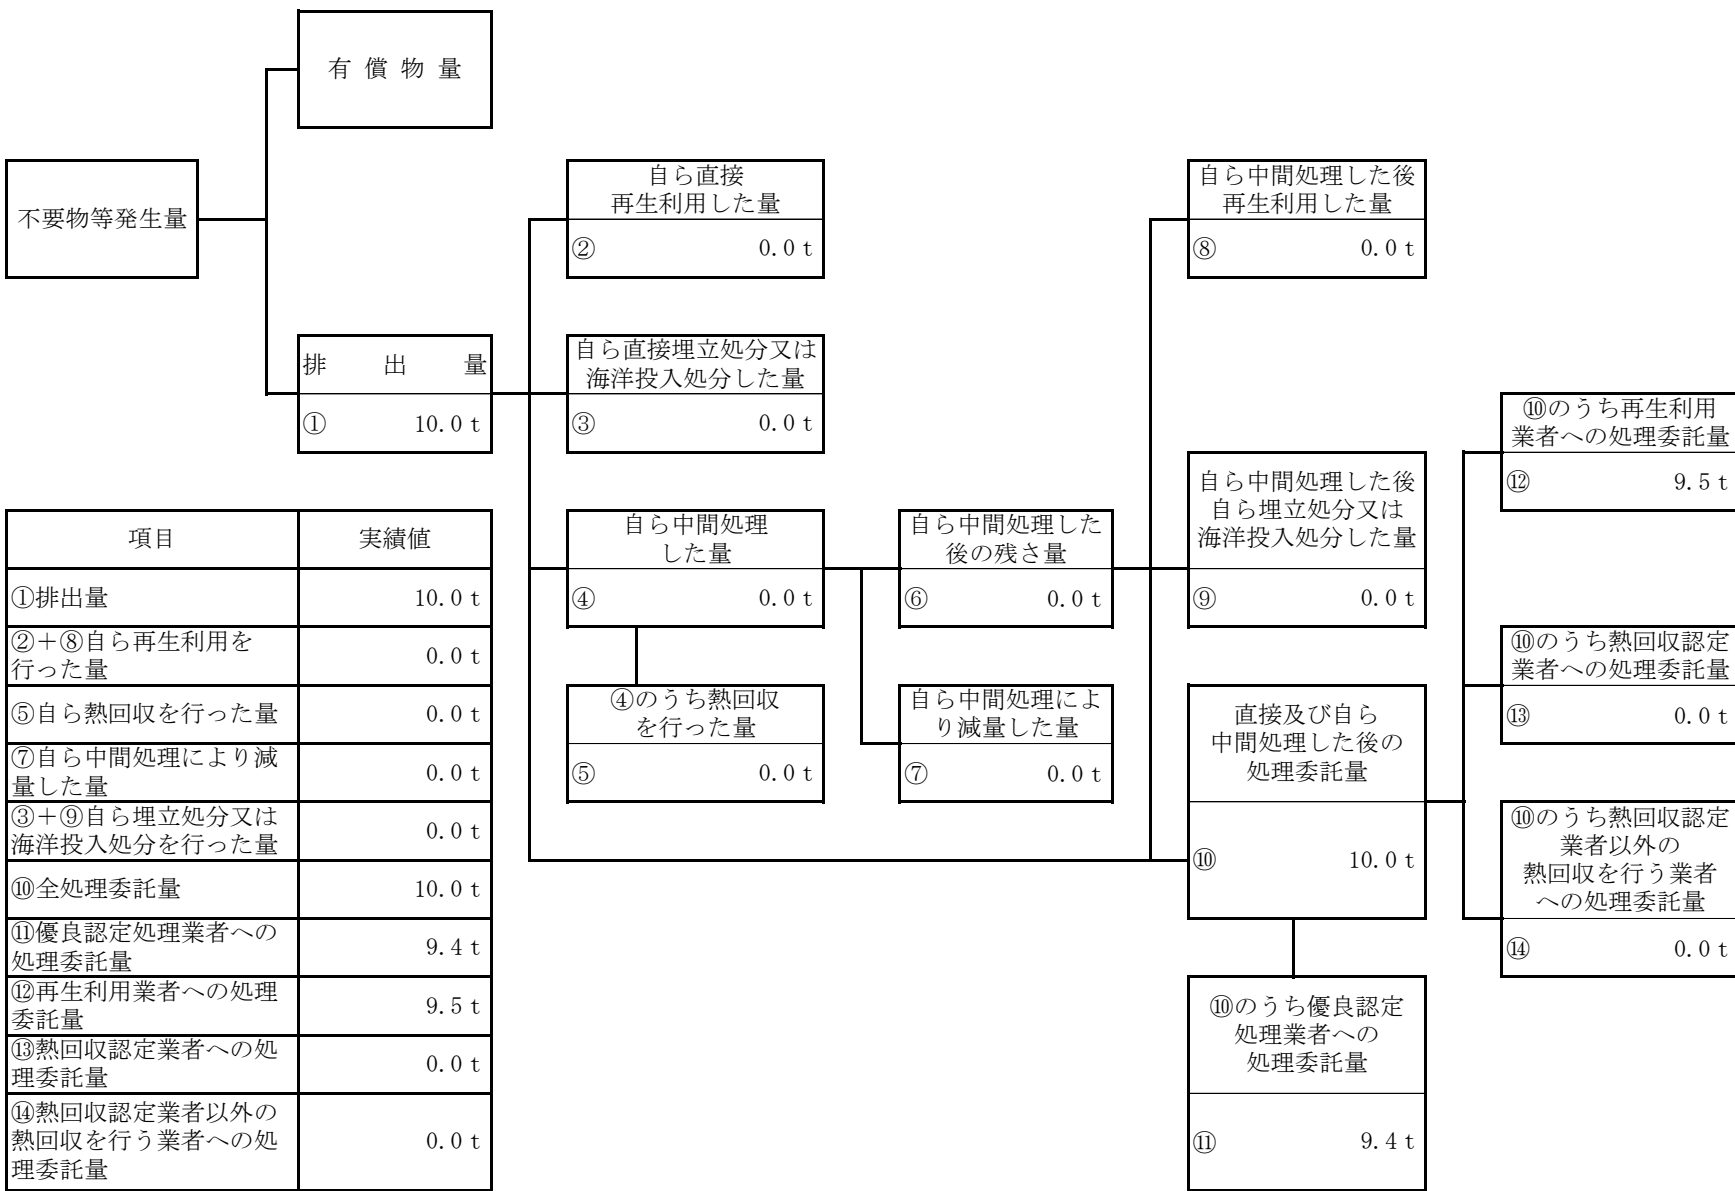 有償物量
不要物等発生量
排出量
① 10.0 t
自ら直接
再生利用した量
② 0.0 t
自ら直接埋立処分又は
海洋投入処分した量
③ 0.0 t
自ら中間処理
した量
④ 0.0 t
④のうち熱回収
を行った量
⑤ 0.0 t
自ら中間処理した
後の残さ量
⑥ 0.0 t
自ら中間処理によ
り減量した量
⑦ 0.0 t
自ら中間処理した後
再生利用した量
⑧ 0.0 t
自ら中間処理した後
自ら埋立処分又は
海洋投入処分した量
⑨ 0.0 t
直接及び自ら
中間処理した後の
処理委託量
⑩ 10.0 t
⑩のうち優良認定
処理業者への
処理委託量
⑪ 9.4 t
⑩のうち再生利用
業者への処理委託量
⑫ 9.5 t
⑩のうち熱回収認定
業者への処理委託量
⑬ 0.0 t
⑩のうち熱回収認定
業者以外の
熱回収を行う業者
への処理委託量
⑭ 0.0 t
項目 実績値
①排出量 10.0 t
②＋⑧自ら再生利用を
行った量 0.0 t
⑤自ら熱回収を行った量 0.0 t
⑦自ら中間処理により減
量した量 0.0 t
③＋⑨自ら埋立処分又は
海洋投入処分を行った量 0.0 t
⑩全処理委託量 10.0 t
⑪優良認定処理業者への
処理委託量 9.4 t
⑫再生利用業者への処理
委託量 9.5 t
⑬熱回収認定業者への処
理委託量 0.0 t
⑭熱回収認定業者以外の
熱回収を行う業者への処
理委託量 0.0 t